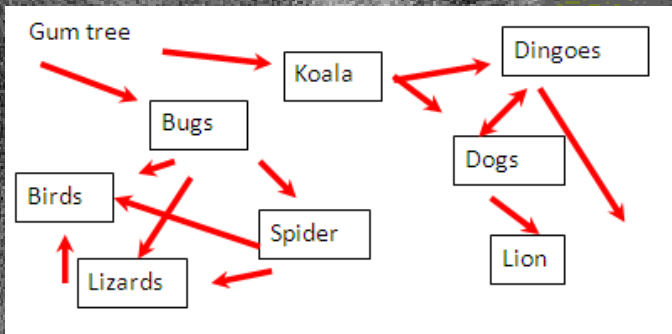 Gum tree
Koala
Dingoes
Bugs
Dogs
Birds
Spider
Lion
Lizards